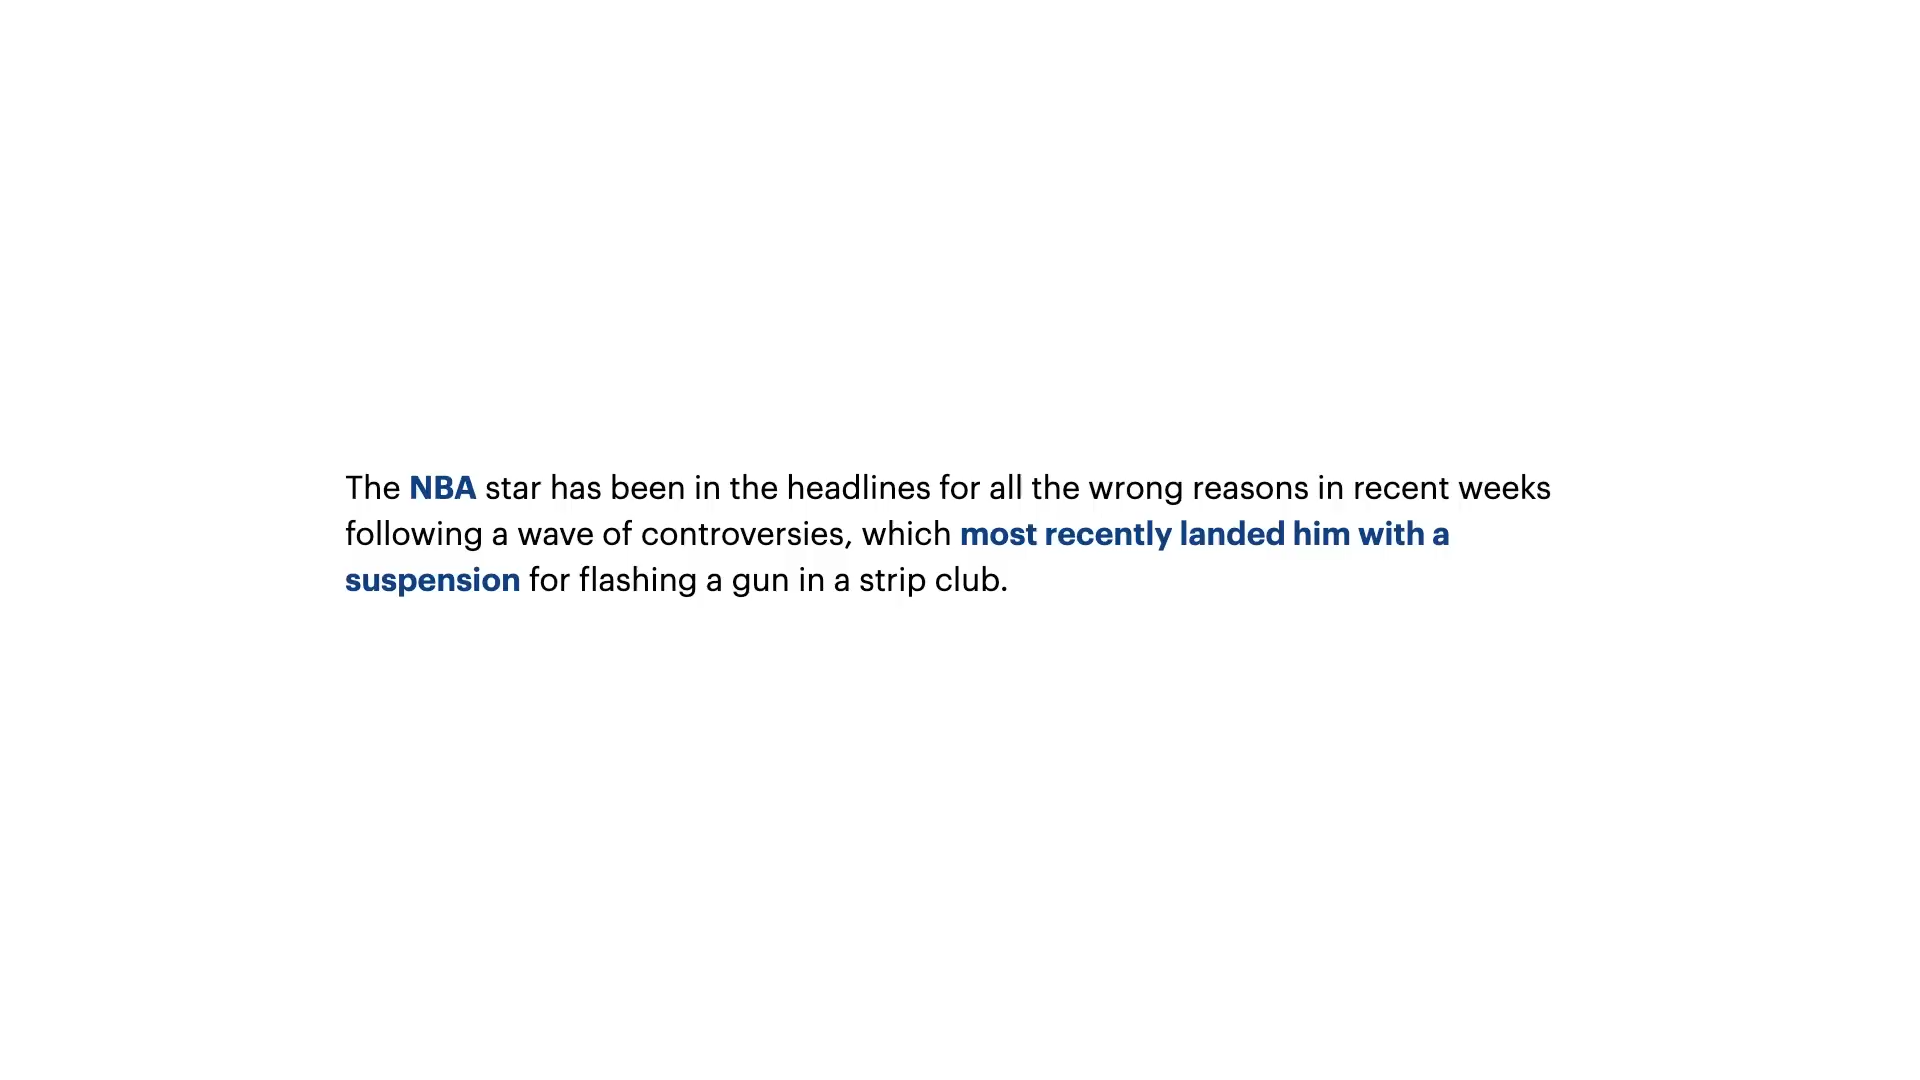 The NBA star has been in the headlines for all the wrong reasons in recent weeks
following a wave of controversies, which most recently landed him with a
suspension for flashing a gun in a strip club.